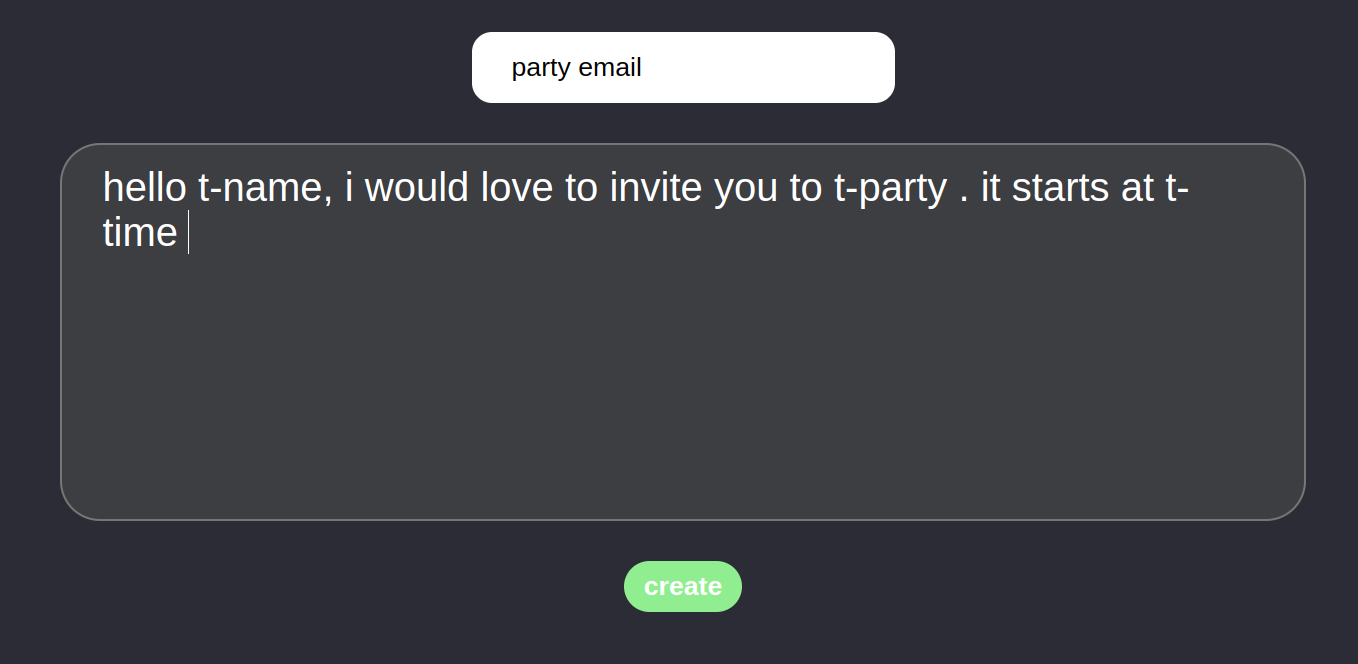 party email
hello t-name, i would love to invite you to t-party . it starts at t-
time
create